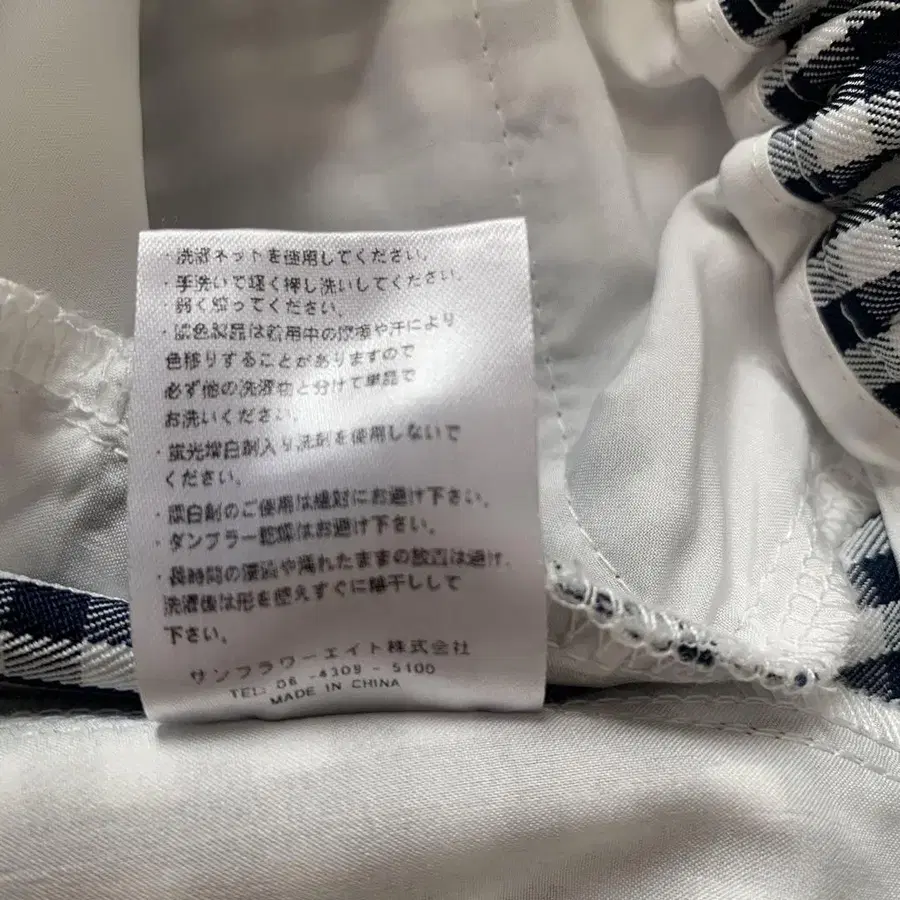 ・洗濯ネットを使用してください。
・手洗いで軽く押し洗いしてください。
・弱く絞ってください。
・濃色製品は着用中の摩擦や汗により
色移りすることがありますので
必ず他の洗濯物と分けて単品で
お洗いください。
・蛍光増白剤入り洗剤を使用しないで
ください。
・漂白剤のご使用は絶対にお避け下さい。
・タンブラー乾燥はお避け下さい。
・長時間の浸漬や濡れたままの放置は避け、
洗濯後は形を整えすぐに陰干しして
下さい。
サンフラワーエイト株式会社
TEL: 06 -4309 - 5100
MADE IN CHINA